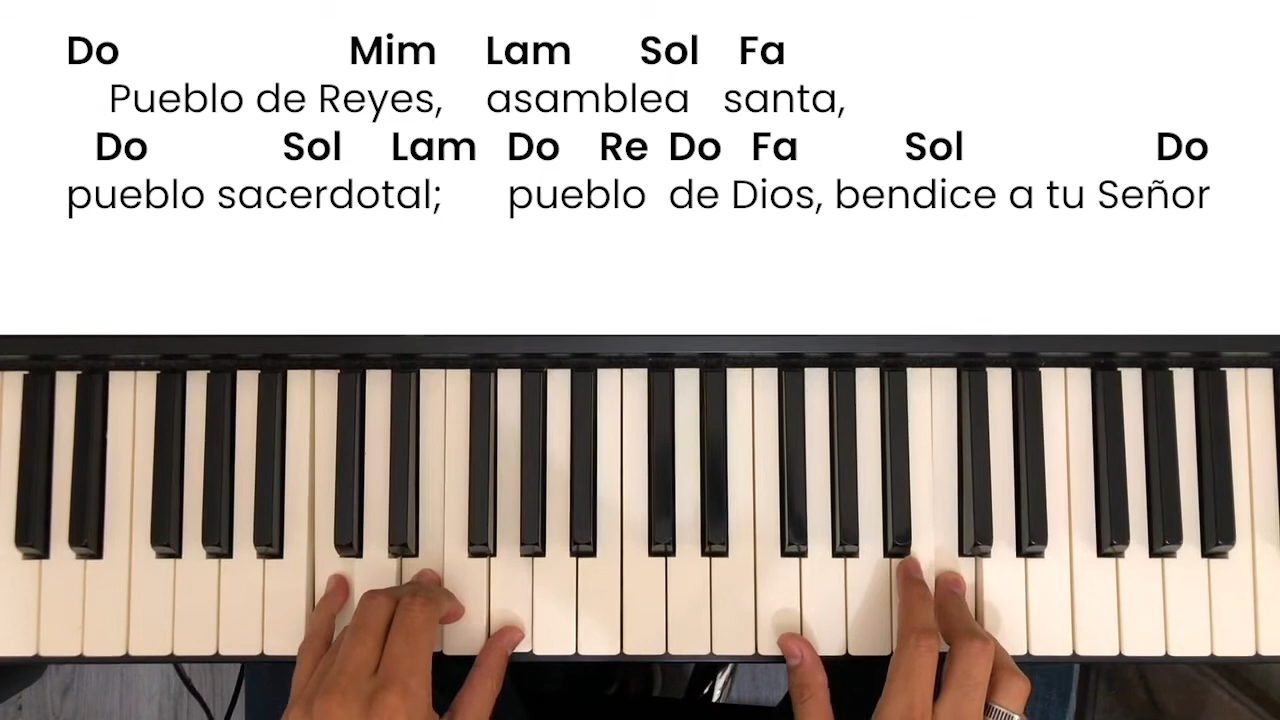 Do Mim Lam Sol Fa
Pueblo de Reyes, asamblea santa,
Do Sol Lam Do Re Do Fa Sol Do
pueblo sacerdotal; pueblo de Dios, bendice a tu Señor